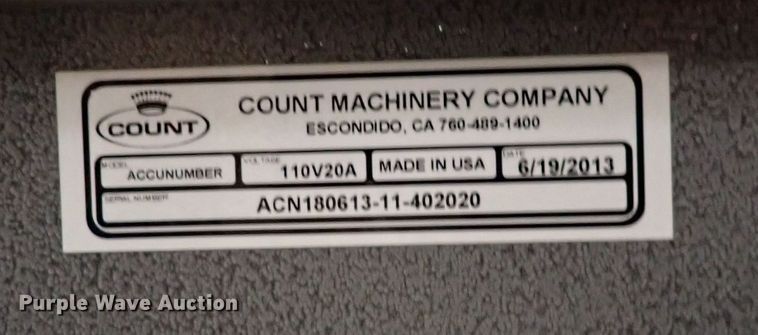 COUNT
COUNT MACHINERY COMPANY
ESCONDIDO, CA 760-489-1400
MODEL
ACCUNUMBER
VOLTAGE
110V20A
MADE IN USA
DATE
6/19/2013
SERIAL NUMBER
ACN180613-11-402020
Purple Wave Auction